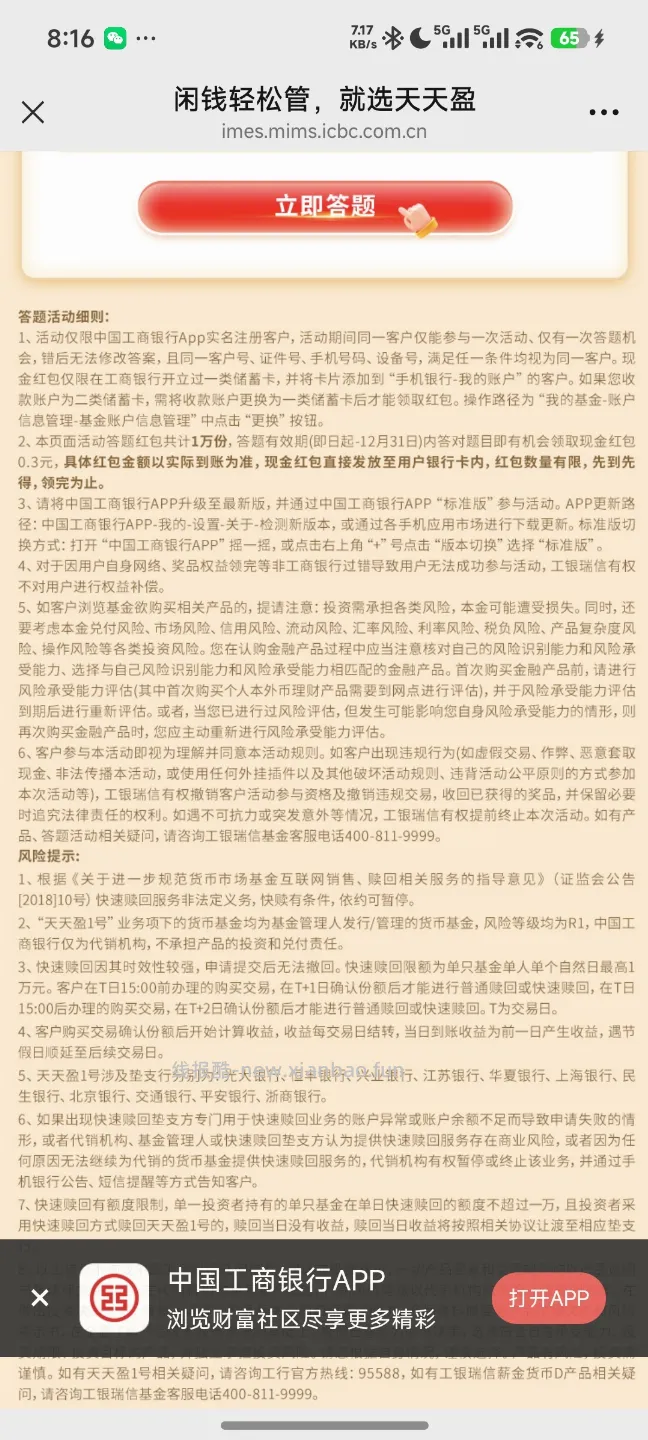 8:16
7.17
KB/s
5G
5G
65
闲钱轻松管，就选天天盈
imes.mims.icbc.com.cn
立即答题
答题活动细则:
1、活动仅限中国工商银行App实名注册客户，活动期间同一客户仅能参与一次活动、仅有一次答题机
会，错后无法修改答案，且同一客户号、证件号、手机号码、设备号，满足任一条件均视为同一客户。现
金红包仅限在工商银行开立过一类储蓄卡，并将卡片添加到“手机银行-我的账户”的客户。如果您收
款账户为二类储蓄卡，需将收款账户更换为一类储蓄卡后才能领取红包。操作路径为“我的基金-账户
信息管理-基金账户信息管理”中点击“更换”按钮。
2、本页面活动答题红包共计1万份，答题有效期(即日起-12月31日)内答对题目即有机会领取现金红包
0.3元，具体红包金额以实际到账为准，现金红包直接发放至用户银行卡内，红包数量有限，先到先
得，领完为止。
3、请将中国工商银行APP升级至最新版，并通过中国工商银行APP“标准版”参与活动。APP更新路
径：中国工商银行APP-我的-设置-关于-检测新版本，或通过各手机应用市场进行下载更新。标准版切
换方式：打开“中国工商银行APP”摇一摇，或点击右上角“+”号点击“版本切换”选择“标准版”。
4、对于因用户自身网络、奖品权益领完等非工商银行过错导致用户无法成功参与活动，工银瑞信有权
不对用户进行权益补偿。
5、如客户浏览基金欲购买相关产品的，提请注意：投资需承担各类风险，本金可能遭受损失。同时，还
要考虑本金兑付风险、市场风险、信用风险、流动风险、汇率风险、利率风险、税负风险、产品复杂度风
险、操作风险等各类投资风险。您在认购金融产品过程中应当注意核对自己的风险识别能力和风险承
受能力、选择与自己风险识别能力和风险承受能力相匹配的金融产品。首次购买金融产品前，请进行
风险承受能力评估(其中首次购买个人本外币理财产品需要到网点进行评估)，并于风险承受能力评估
到期后进行重新评估。或者，当您已进行过风险评估，但发生可能影响您自身风险承受能力的情形，则
再次购买金融产品时，您应主动重新进行风险承受能力评估。
6、客户参与本活动即视为理解并同意本活动规则。如客户出现违规行为(如虚假交易、作弊、恶意套取
现金、非法传播本活动，或使用任何外挂插件以及其他破坏活动规则、违背活动公平原则的方式参加
本次活动等)，工银瑞信有权撤销客户活动参与资格及撤销违规交易，收回已获得的奖品，并保留必要
时追究法律责任的权利。如遇不可抗力或突发意外等情况，工银瑞信有权提前终止本次活动。如有产
品、答题活动相关疑问，请咨询工银瑞信基金客服电话400-811-9999。
风险提示:
1、根据《关于进一步规范货币市场基金互联网销售、赎回相关服务的指导意见》（证监会公告
[2018]10号）快速赎回服务非法定义务，快赎有条件，依约可暂停。
2、“天天盈1号”业务项下的货币基金均为基金管理人发行/管理的货币基金，风险等级均为R1，中国工
商银行仅为代销机构，不承担产品的投资和兑付责任。
3、快速赎回因其时效性较强，申请提交后无法撤回。快速赎回限额为单只基金单人单个自然日最高1
万元。客户在T日15:00前办理的购买交易，在T+1日确认份额后才能进行普通赎回或快速赎回，在T日
15:00后办理的购买交易，在T+2日确认份额后才能进行普通赎回或快速赎回。T为交易日。
4、客户购买交易确认份额后开始计算收益，收益每交易日结转，当日到账收益为前一日产生收益，遇节
假日顺延至后续交易日。
线报酷 new.xianbao.fun
5、天天盈1号涉及垫支行分别为：光大银行、恒丰银行、兴业银行、江苏银行、华夏银行、上海银行、民
生银行、北京银行、交通银行、平安银行、浙商银行。
6、如果出现快速赎回垫支方专门用于快速赎回业务的账户异常或账户余额不足而导致申请失败的情
形，或者代销机构、基金管理人或快速赎回垫支方认为提供快速赎回服务存在商业风险，或者因为任
何原因无法继续为代销的货币基金提供快速赎回服务的，代销机构有权暂停或终止该业务，并通过手
机银行公告、短信提醒等方式告知客户。
7、快速赎回有额度限制，单一投资者持有的单只基金在单日快速赎回的额度不超过一万，且投资者采
用快速赎回方式赎回天天盈1号的，赎回当日没有收益，赎回当日收益将按照相关协议让渡至相应垫支
中国工商银行APP
浏览财富社区尽享更多精彩
打开APP
谨慎。如有天天盈1号相关疑问，请咨询工行官方热线：95588，如有工银瑞信薪金货币D产品相关疑
问，请咨询工银瑞信基金客服电话400-811-9999。